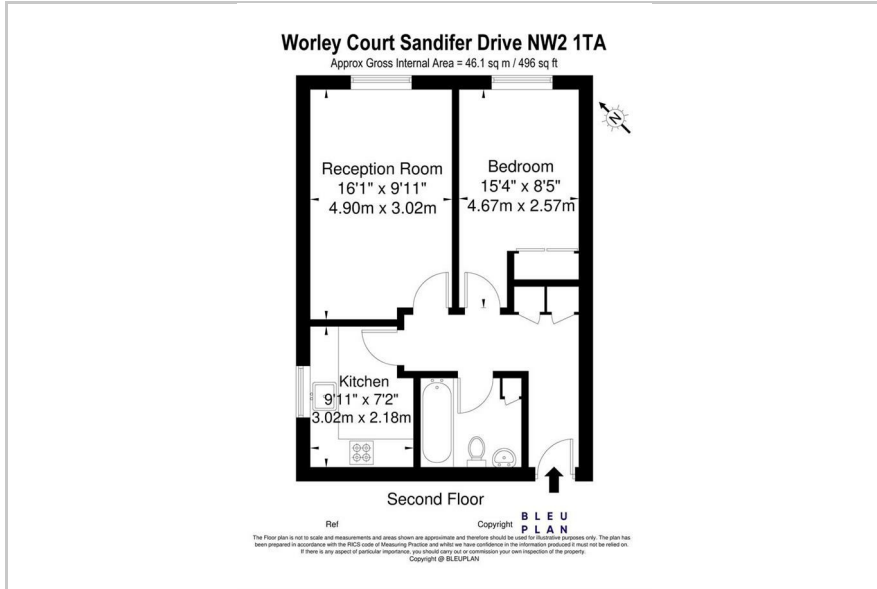 Worley Court Sandifer Drive NW2 1TA
Approx Gross Internal Area = 46.1 sq m / 496 sq ft
N
Reception Room
16'1" x 9'11"
4.90m x 3.02m
Bedroom
15'4" x 8'5"
4.67m x 2.57m
Kitchen
9'11" x 7'2"
3.02m x 2.18m
Second Floor
Ref
Copyright
BLEU
PLAN
The Floor plan is not to scale and measurements and areas shown are approximate and therefore should be used for illustrative purposes only. The plan has
been prepared in accordance with the RICS code of Measuring Practice and whilst we have confidence in the information produced it must not be relied on.
If there is any aspect of particular importance, you should carry out or commission your own inspection of the property.
Copyright @ BLEUPLAN